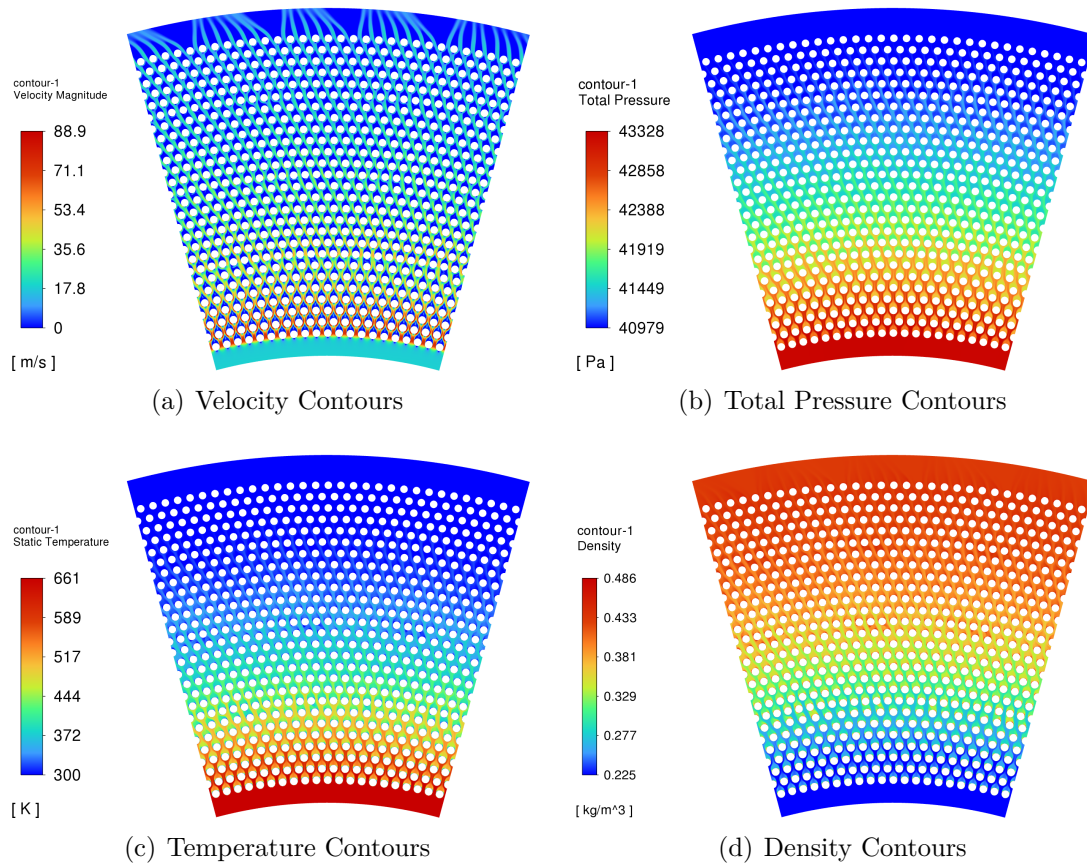 contour-1
Velocity Magnitude
88.9
71.1
53.4
35.6
17.8
0
[ m/s ]
(a) Velocity Contours
contour-1
Total Pressure
43328
42858
42388
41919
41449
40979
[ Pa ]
(b) Total Pressure Contours
contour-1
Static Temperature
661
589
517
444
372
300
[ K ]
(c) Temperature Contours
contour-1
Density
0.486
0.433
0.381
0.329
0.277
0.225
[ kg/m^3 ]
(d) Density Contours